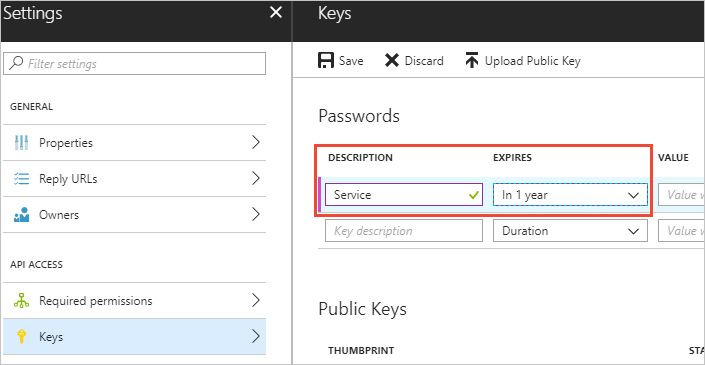 Settings
Filter settings
GENERAL
Properties
Reply URLs
Owners
API ACCESS
Required permissions
Keys
Keys
Save Discard Upload Public Key
Passwords
DESCRIPTION EXPIRES VALUE
Service In 1 year Value
Key description Duration Value
Public Keys
THUMBPRINT